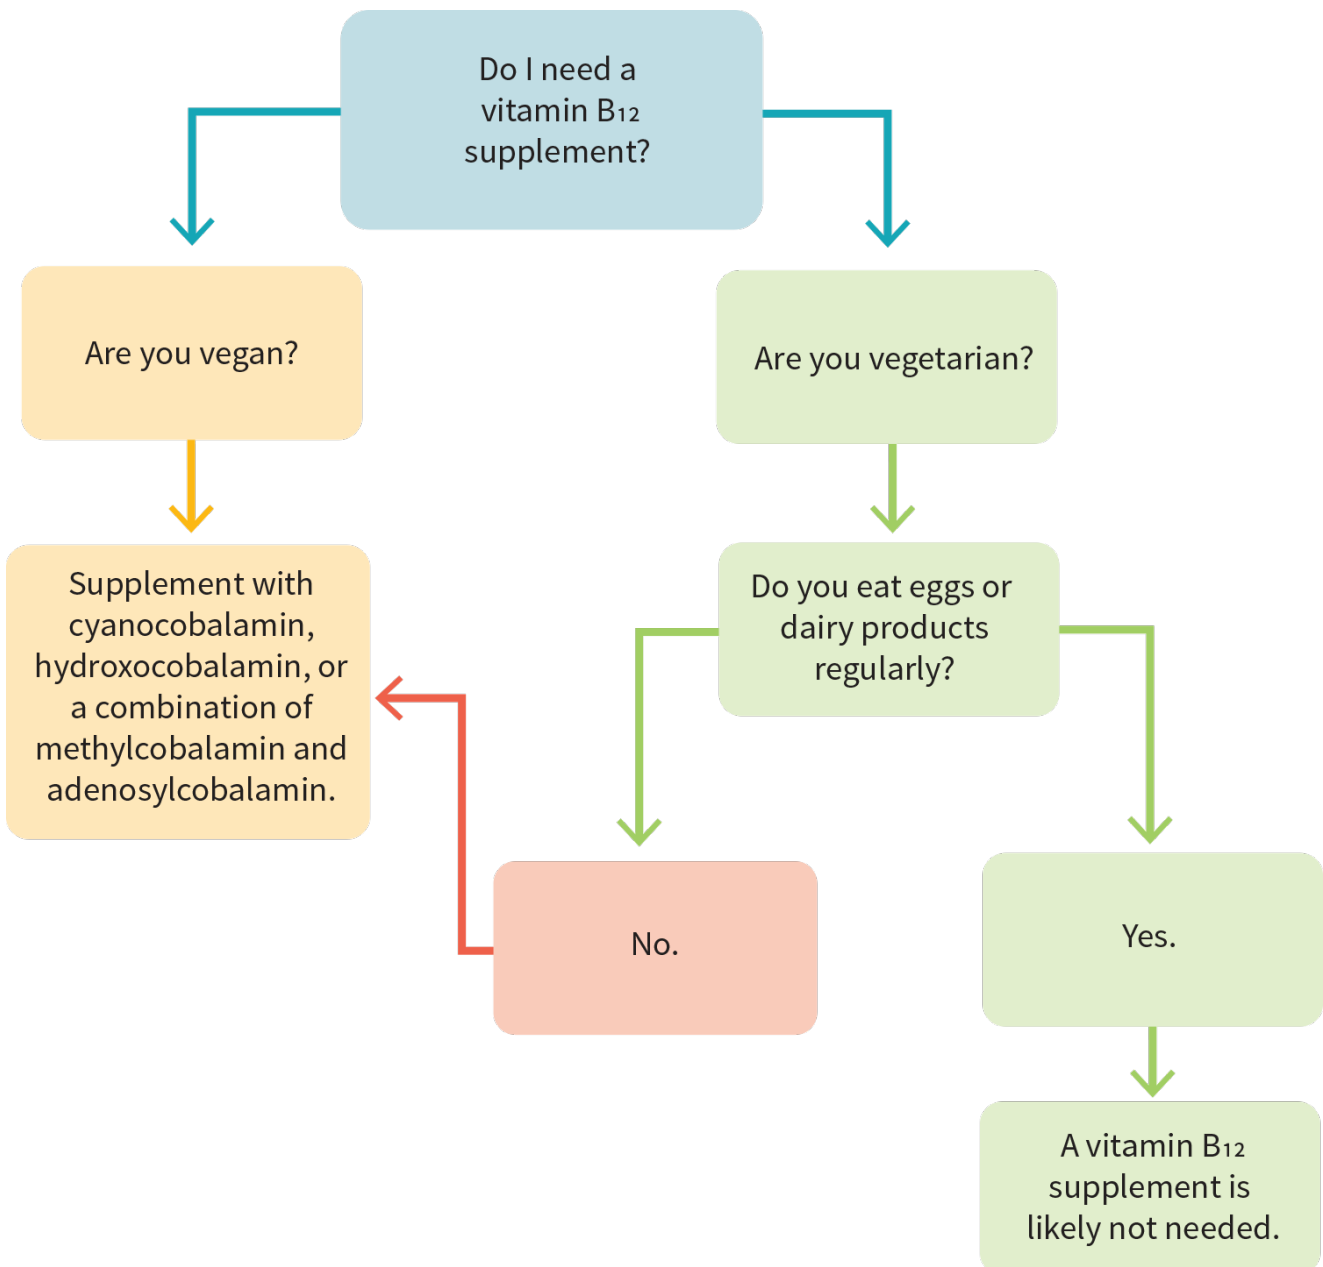 Do I need a
vitamin B₁₂
supplement?
Are you vegan?
Are you vegetarian?
Supplement with
cyanocobalamin,
hydroxocobalamin, or
a combination of
methylcobalamin and
adenosylcobalamin.
Do you eat eggs or
dairy products
regularly?
No.
Yes.
A vitamin B₁₂
supplement is
likely not needed.